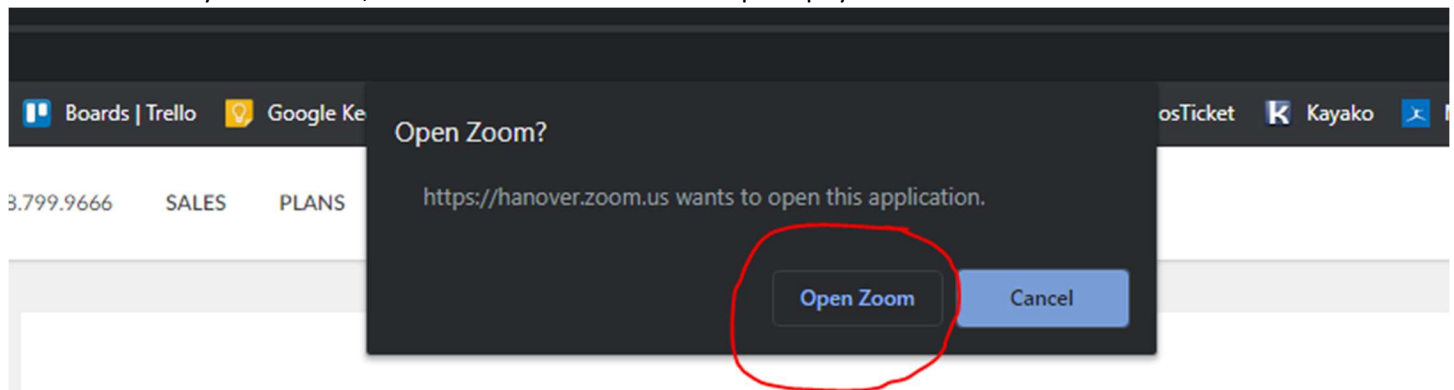 Boards | Trello Google Ke osTicket Kayako
Open Zoom?
https://hanover.zoom.us wants to open this application.
3.799.9666 SALES PLANS
Open Zoom Cancel